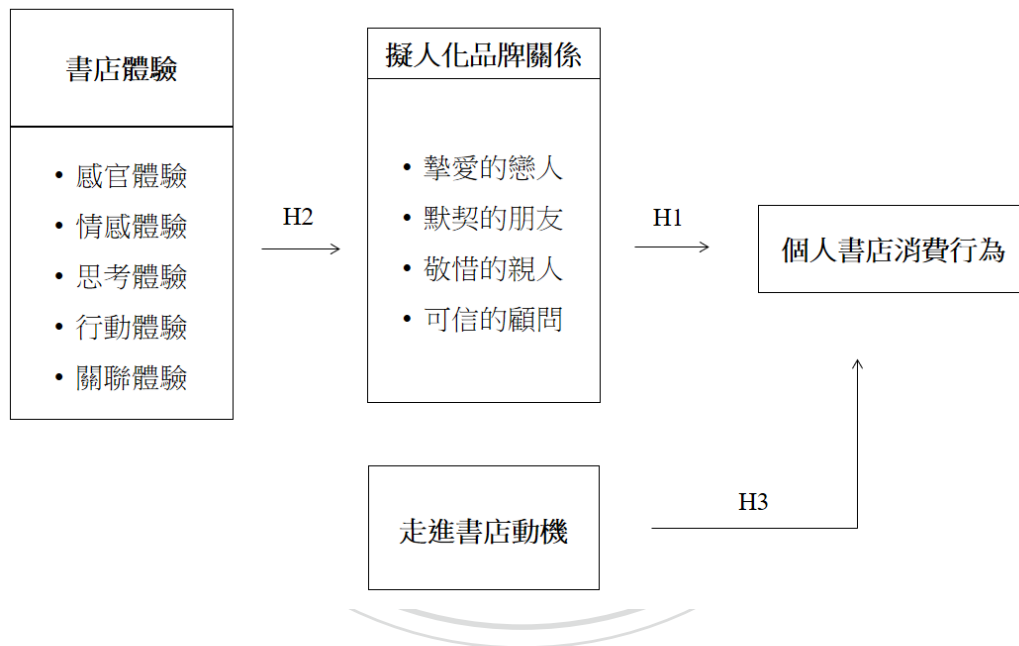 書店體驗
• 感官體驗
• 情感體驗
• 思考體驗
• 行動體驗
• 關聯體驗
H2
擬人化品牌關係
• 摯愛的戀人
• 默契的朋友
• 敬惜的親人
• 可信的顧問
H1
個人書店消費行為
走進書店動機
H3